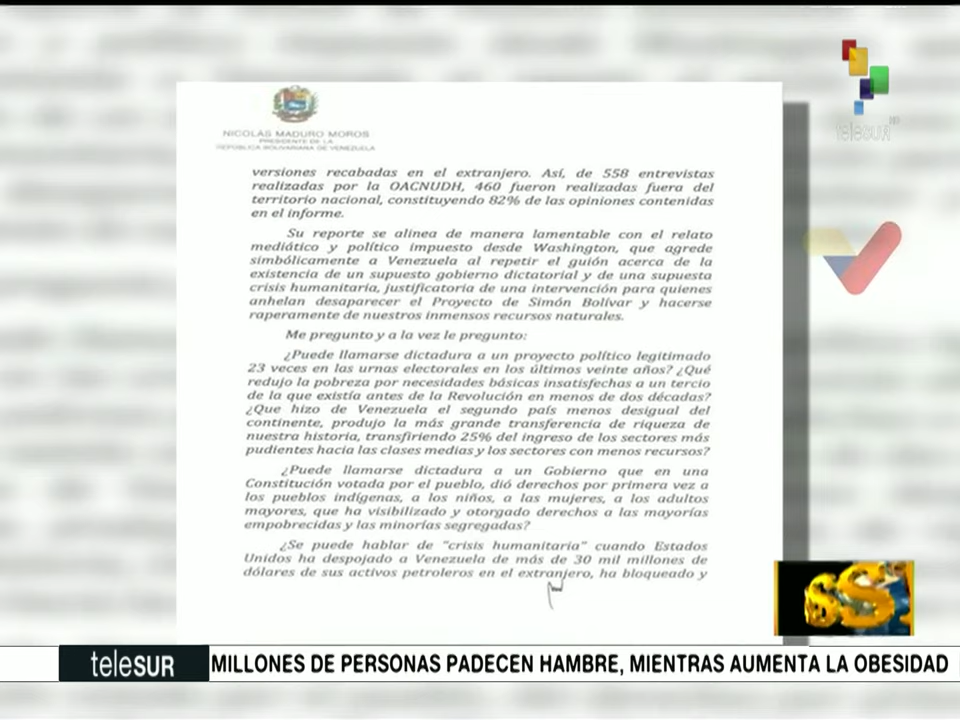 NICOLÁS MADURO MOROS
PRESIDENTE DE LA
REPÚBLICA BOLIVARIANA DE VENEZUELA
teleSUR HD
versiones recabadas en el extranjero. Así, de 558 entrevistas
realizadas por la OACNUDH, 460 fueron realizadas fuera del
territorio nacional, constituyendo 82% de las opiniones contenidas
en el informe.
Su reporte se alinea de manera lamentable con el relato
mediático y político impuesto desde Washington, que agrede
simbólicamente a Venezuela al repetir el guión acerca de la
existencia de un supuesto gobierno dictatorial y de una supuesta
crisis humanitaria, justificatoria de una intervención para quienes
anhelan desaparecer el Proyecto de Simón Bolívar y hacerse
raperamente de nuestros inmensos recursos naturales.
Me pregunto y a la vez le pregunto:
¿Puede llamarse dictadura a un proyecto político legitimado
23 veces en las urnas electorales en los últimos veinte años? ¿Qué
redujo la pobreza por necesidades básicas insatisfechas a un tercio
de la que existía antes de la Revolución en menos de dos décadas?
¿Que hizo de Venezuela el segundo país menos desigual del
continente, produjo la más grande transferencia de riqueza de
nuestra historia, transfiriendo 25% del ingreso de los sectores más
pudientes hacia las clases medias y los sectores con menos recursos?
¿Puede llamarse dictadura a un Gobierno que en una
Constitución votada por el pueblo, dió derechos por primera vez a
los pueblos indígenas, a los niños, a las mujeres, a los adultos
mayores, que ha visibilizado y otorgado derechos a las mayorías
empobrecidas y las minorías segregadas?
¿Se puede hablar de "crisis humanitaria" cuando Estados
Unidos ha despojado a Venezuela de más de 30 mil millones de
dólares de sus activos petroleros en el extranjero, ha bloqueado y
teleSUR MILLONES DE PERSONAS PADECEN HAMBRE, MIENTRAS AUMENTA LA OBESIDAD